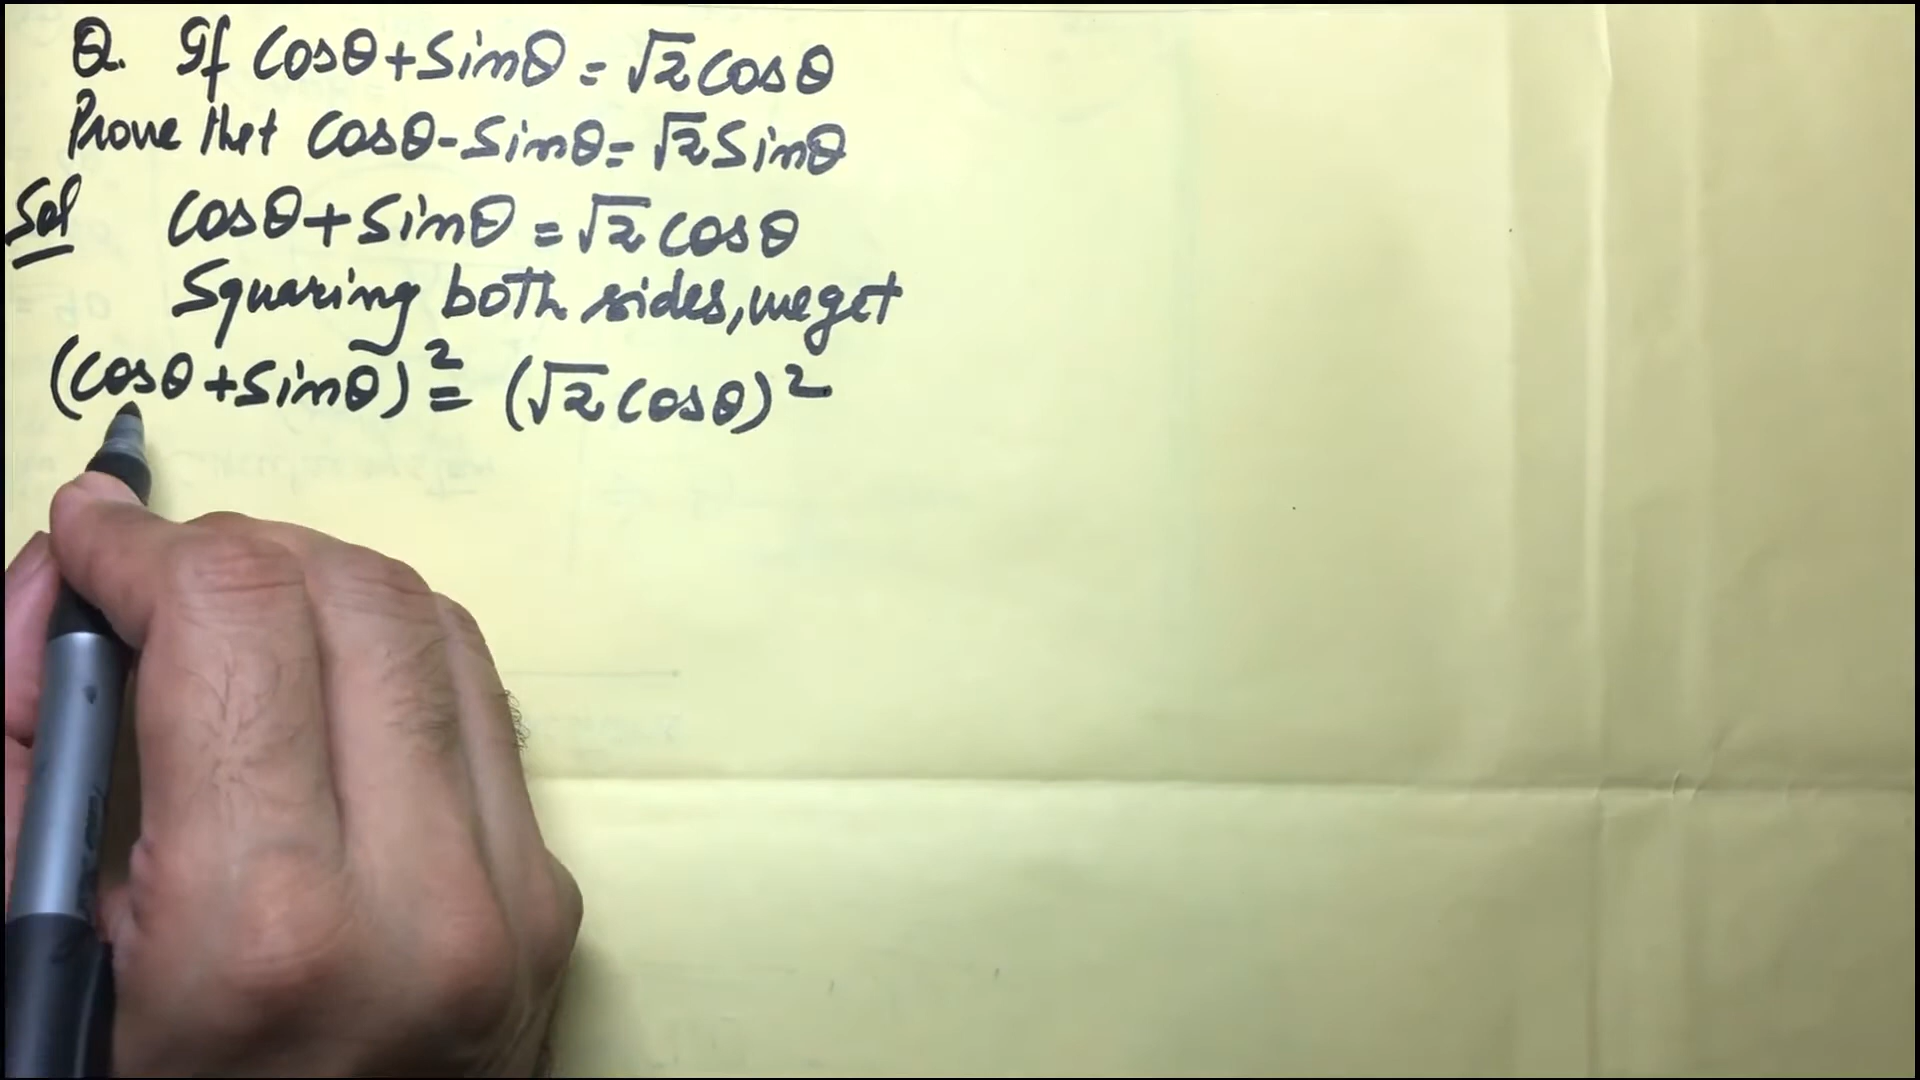 Q. If cosθ+Sinθ = √2 cosθ
Prove that cosθ-Sinθ= √2 Sinθ
Sol cosθ+Sinθ = √2 cosθ
Squaring both sides, we get
(cosθ+Sinθ)² = (√2 cosθ)²